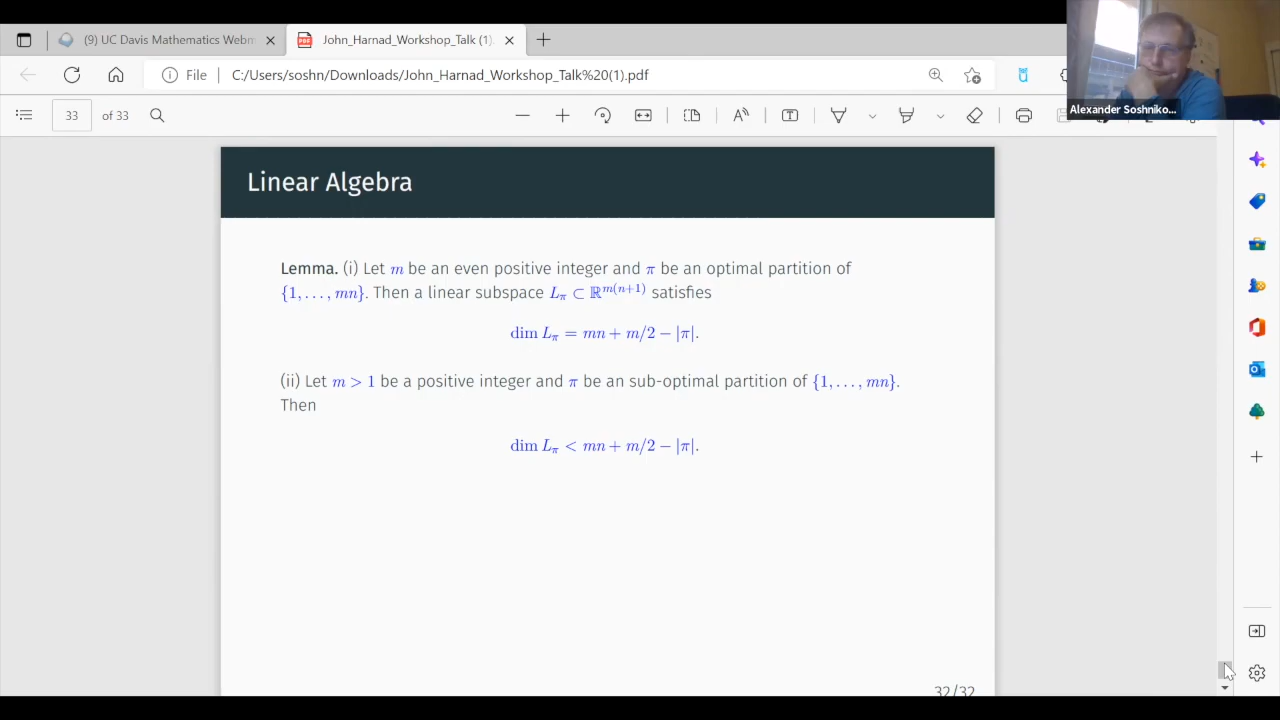 (9) UC Davis Mathematics Webm
John_Harnad_Workshop_Talk (1).
File
C:/Users/soshn/Downloads/John_Harnad_Workshop_Talk%20(1).pdf
33 of 33
Alexander Soshniko...
Linear Algebra
Lemma. (i) Let m be an even positive integer and π be an optimal partition of
{1, . . . , mn}. Then a linear subspace L_π ⊂ ℝ^{m(n+1)} satisfies
dim L_π = mn + m/2 − |π|.
(ii) Let m > 1 be a positive integer and π be an sub-optimal partition of {1, . . . , mn}.
Then
dim L_π < mn + m/2 − |π|.
32/32